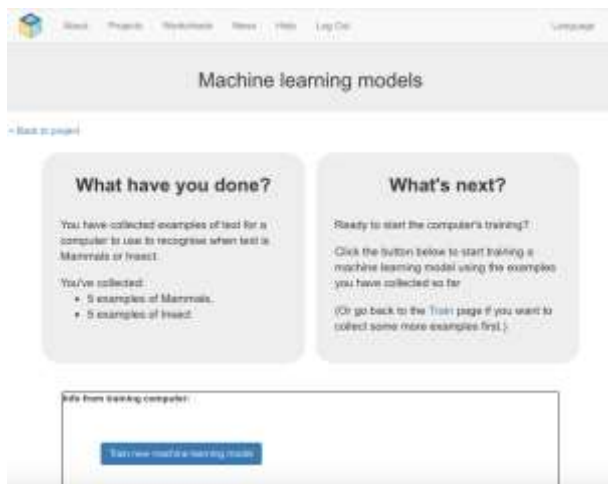 About Projects Worksheets News Help Log Out Language
Machine learning models
< Back to project
What have you done?
You have collected examples of text for a
computer to use to recognise when text is
Mammals or Insect.
You've collected:
5 examples of Mammals,
5 examples of Insect
What's next?
Ready to start the computer's training?
Click the button below to start training a
machine learning model using the examples
you have collected so far
(Or go back to the Train page if you want to
collect some more examples first.)
Info from training computer:
Train new machine learning model